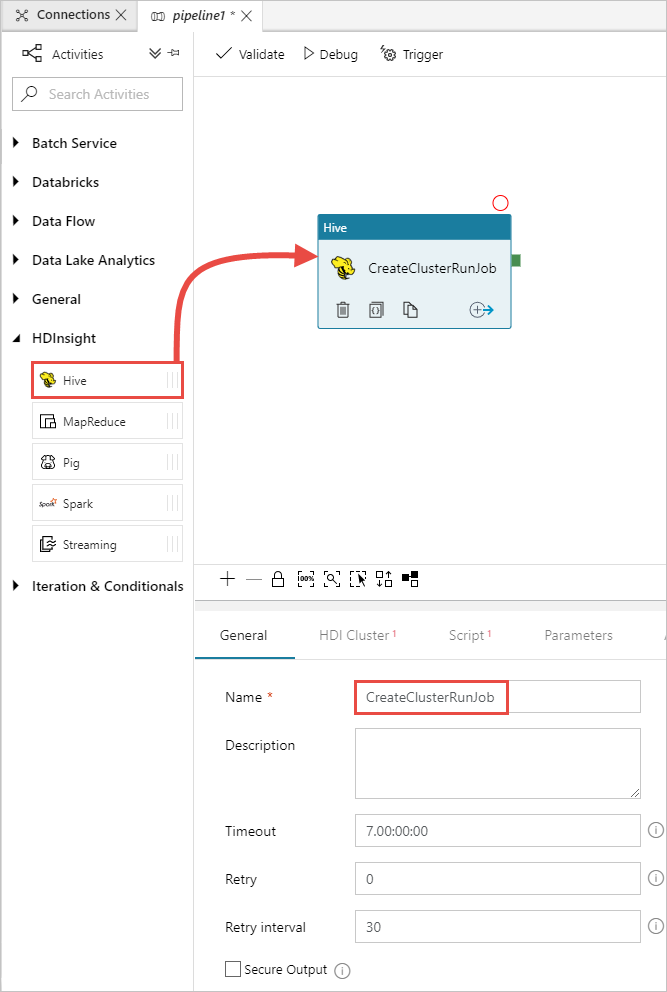 Connections
pipeline1 *
Activities
Validate
Debug
Trigger
Search Activities
Batch Service
Databricks
Data Flow
Data Lake Analytics
General
HDInsight
Hive
MapReduce
Pig
Spark
Spark
Streaming
Iteration & Conditionals
Hive
CreateClusterRunJob
{}
100%
General
HDI Cluster 1
Script 1
Parameters
Name *
CreateClusterRunJob
Description
Timeout
7.00:00:00
Retry
0
Retry interval
30
Secure Output